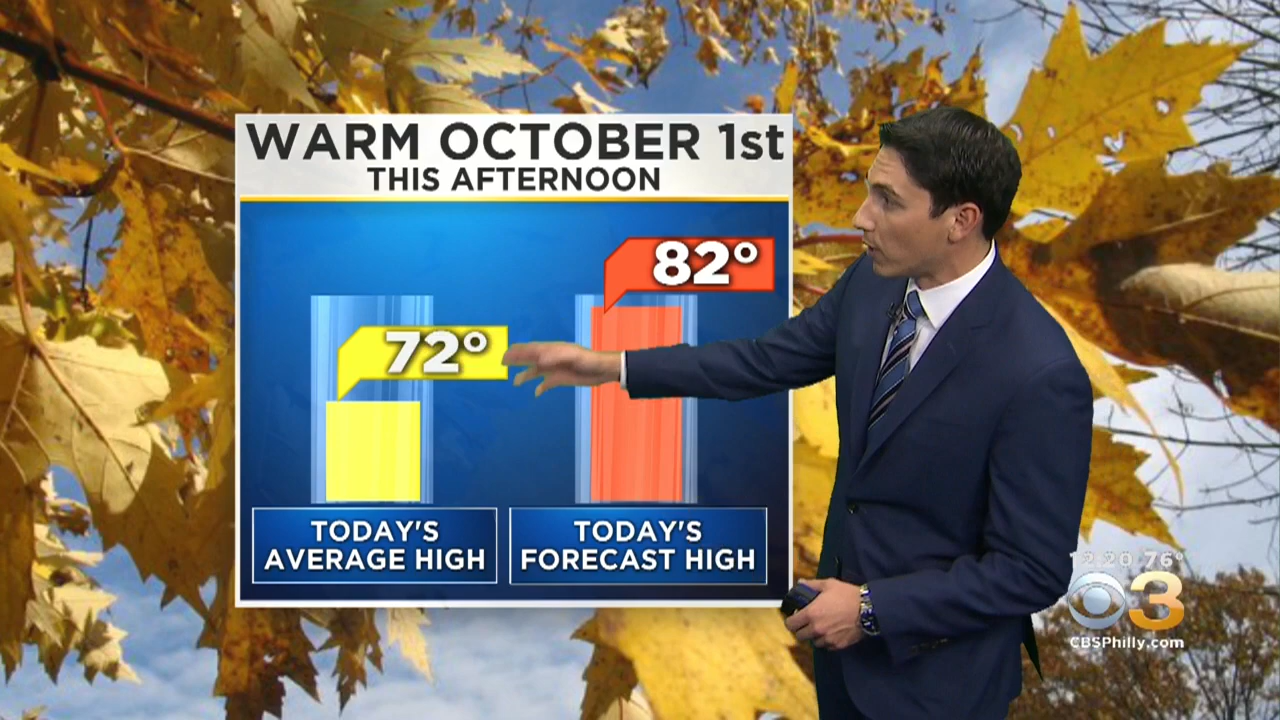 WARM OCTOBER 1st
THIS AFTERNOON
72°
82°
TODAY'S
AVERAGE HIGH
TODAY'S
FORECAST HIGH
12:20 76°
3
CBSPhilly.com